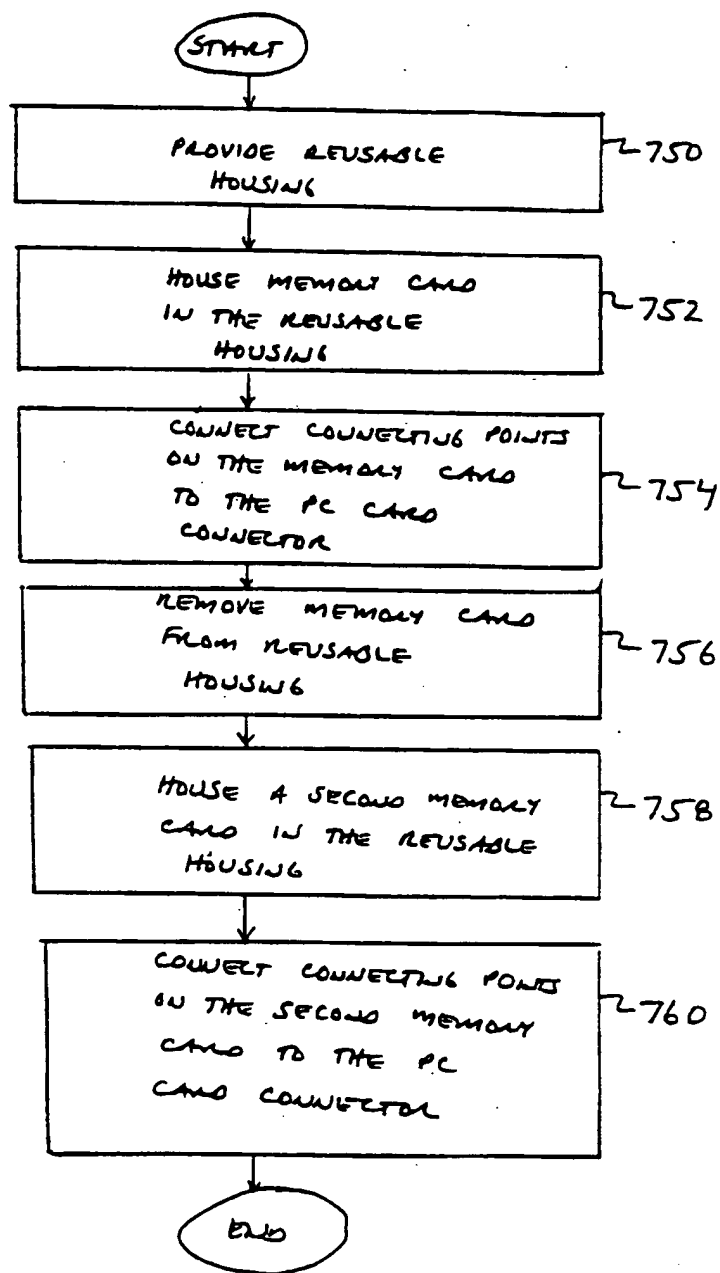 START
PROVIDE REUSABLE
HOUSING
750
HOUSE MEMORY CARD
IN THE REUSABLE
HOUSING
752
CONNECT CONNECTING POINTS
ON THE MEMORY CARD
TO THE PC CARD
CONNECTOR
754
REMOVE MEMORY CARD
FROM REUSABLE
HOUSING
756
HOUSE A SECOND MEMORY
CARD IN THE REUSABLE
HOUSING
758
CONNECT CONNECTING POINTS
ON THE SECOND MEMORY
CARD TO THE PC
CARD CONNECTOR
760
END